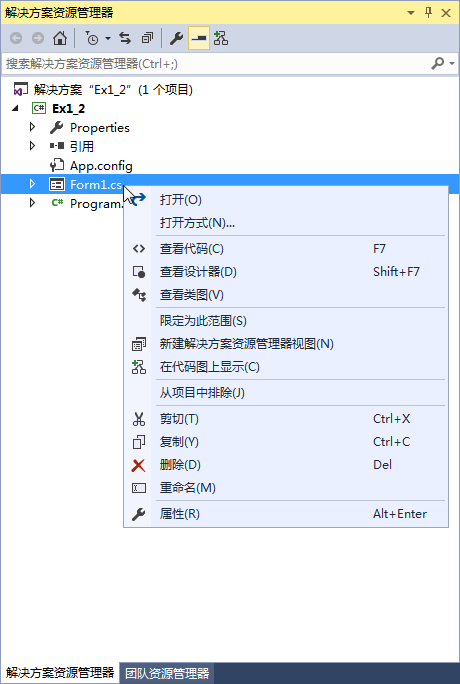 解决方案资源管理器
搜索解决方案资源管理器(Ctrl+;)
解决方案“Ex1_2”(1 个项目)
C# Ex1_2
Properties
引用
App.config
Form1.cs
C# Program.
打开(O)
打开方式(N)...
查看代码(C) F7
查看设计器(D) Shift+F7
查看类图(V)
限定为此范围(S)
新建解决方案资源管理器视图(N)
在代码图上显示(C)
从项目中排除(J)
剪切(T) Ctrl+X
复制(Y) Ctrl+C
删除(D) Del
重命名(M)
属性(R) Alt+Enter
解决方案资源管理器 团队资源管理器